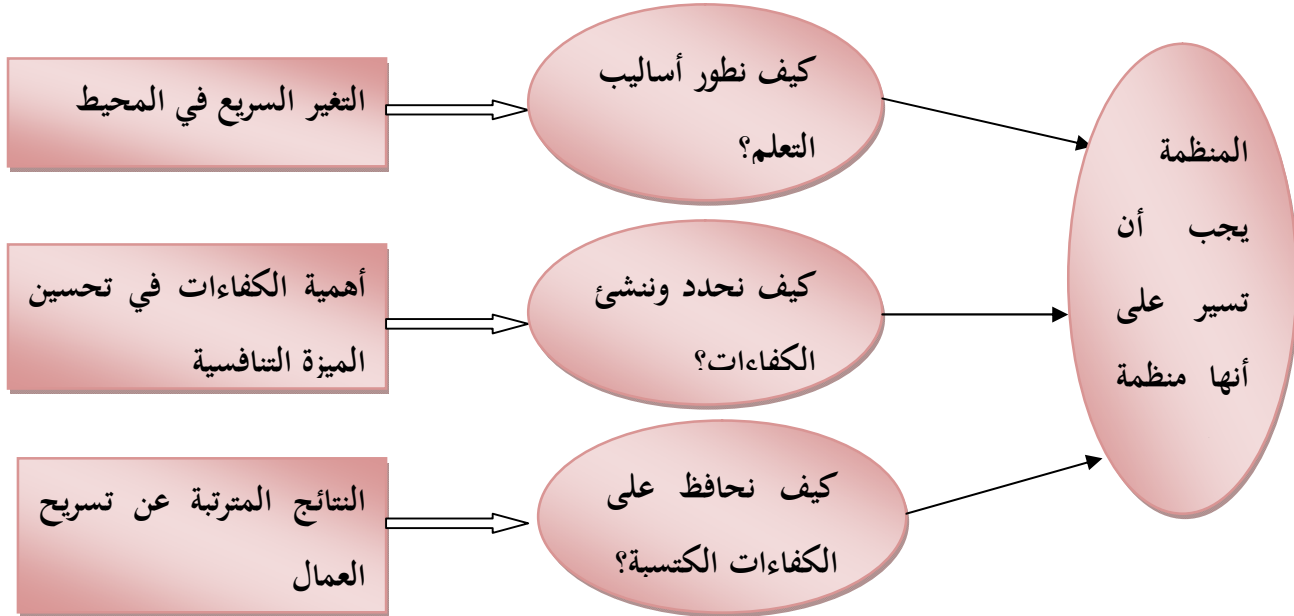 التغير السريع في المحيط
كيف نطور أساليب
التعلم؟
أهمية الكفاءات في تحسين
الميزة التنافسية
كيف نحدد وننشئ
الكفاءات؟
النتائج المترتبة عن تسريح
العمال
كيف نحافظ على
الكفاءات الكتسبة؟
المنظمة
يجب أن
تسير على
أنها منظمة